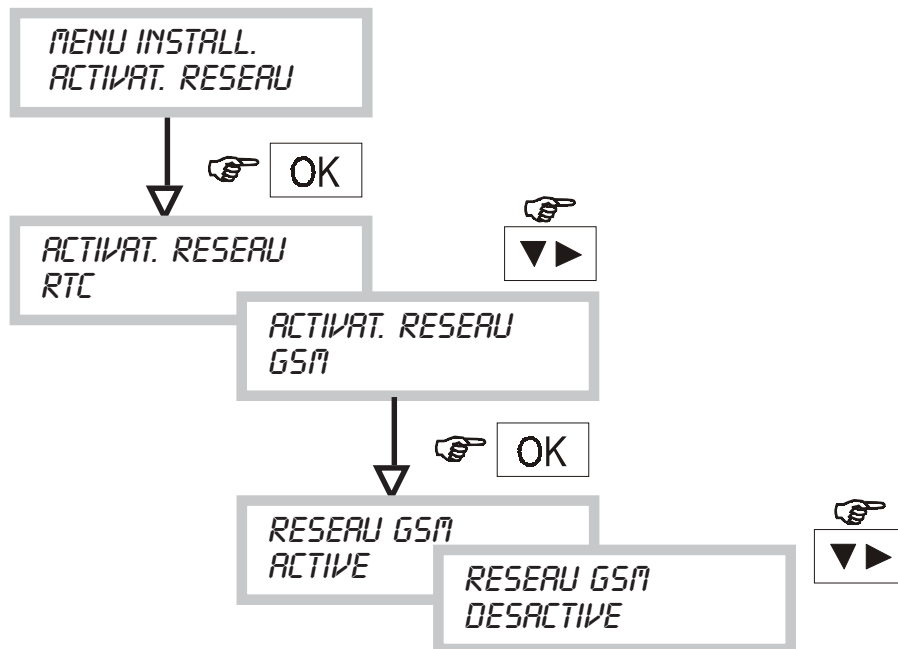 MENU INSTALL.
ACTIVAT. RESEAU
OK
ACTIVAT. RESEAU
RTC
ACTIVAT. RESEAU
GSM
OK
RESEAU GSM
ACTIVE
RESEAU GSM
DESACTIVE